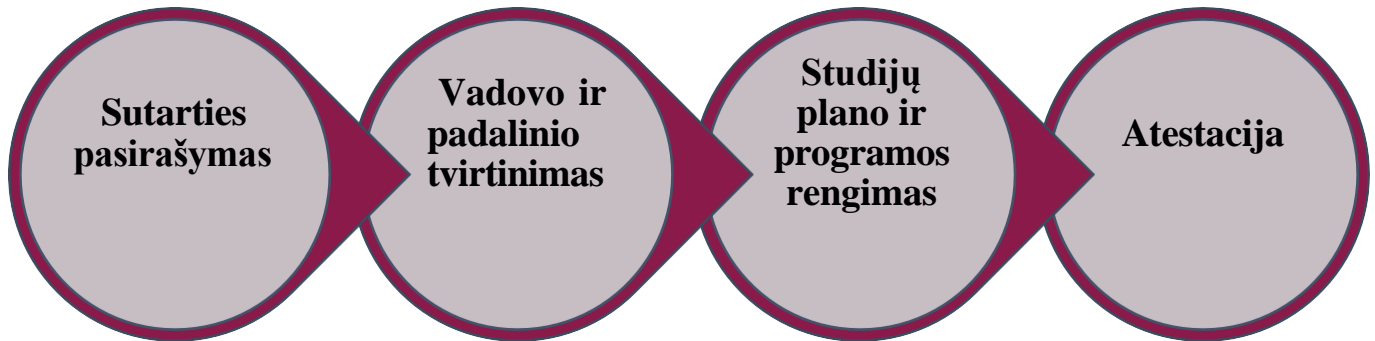 Sutarties
pasirašymas
Vadovo ir
padalinio
tvirtinimas
Studijų
plano ir
programos
rengimas
Atestacija